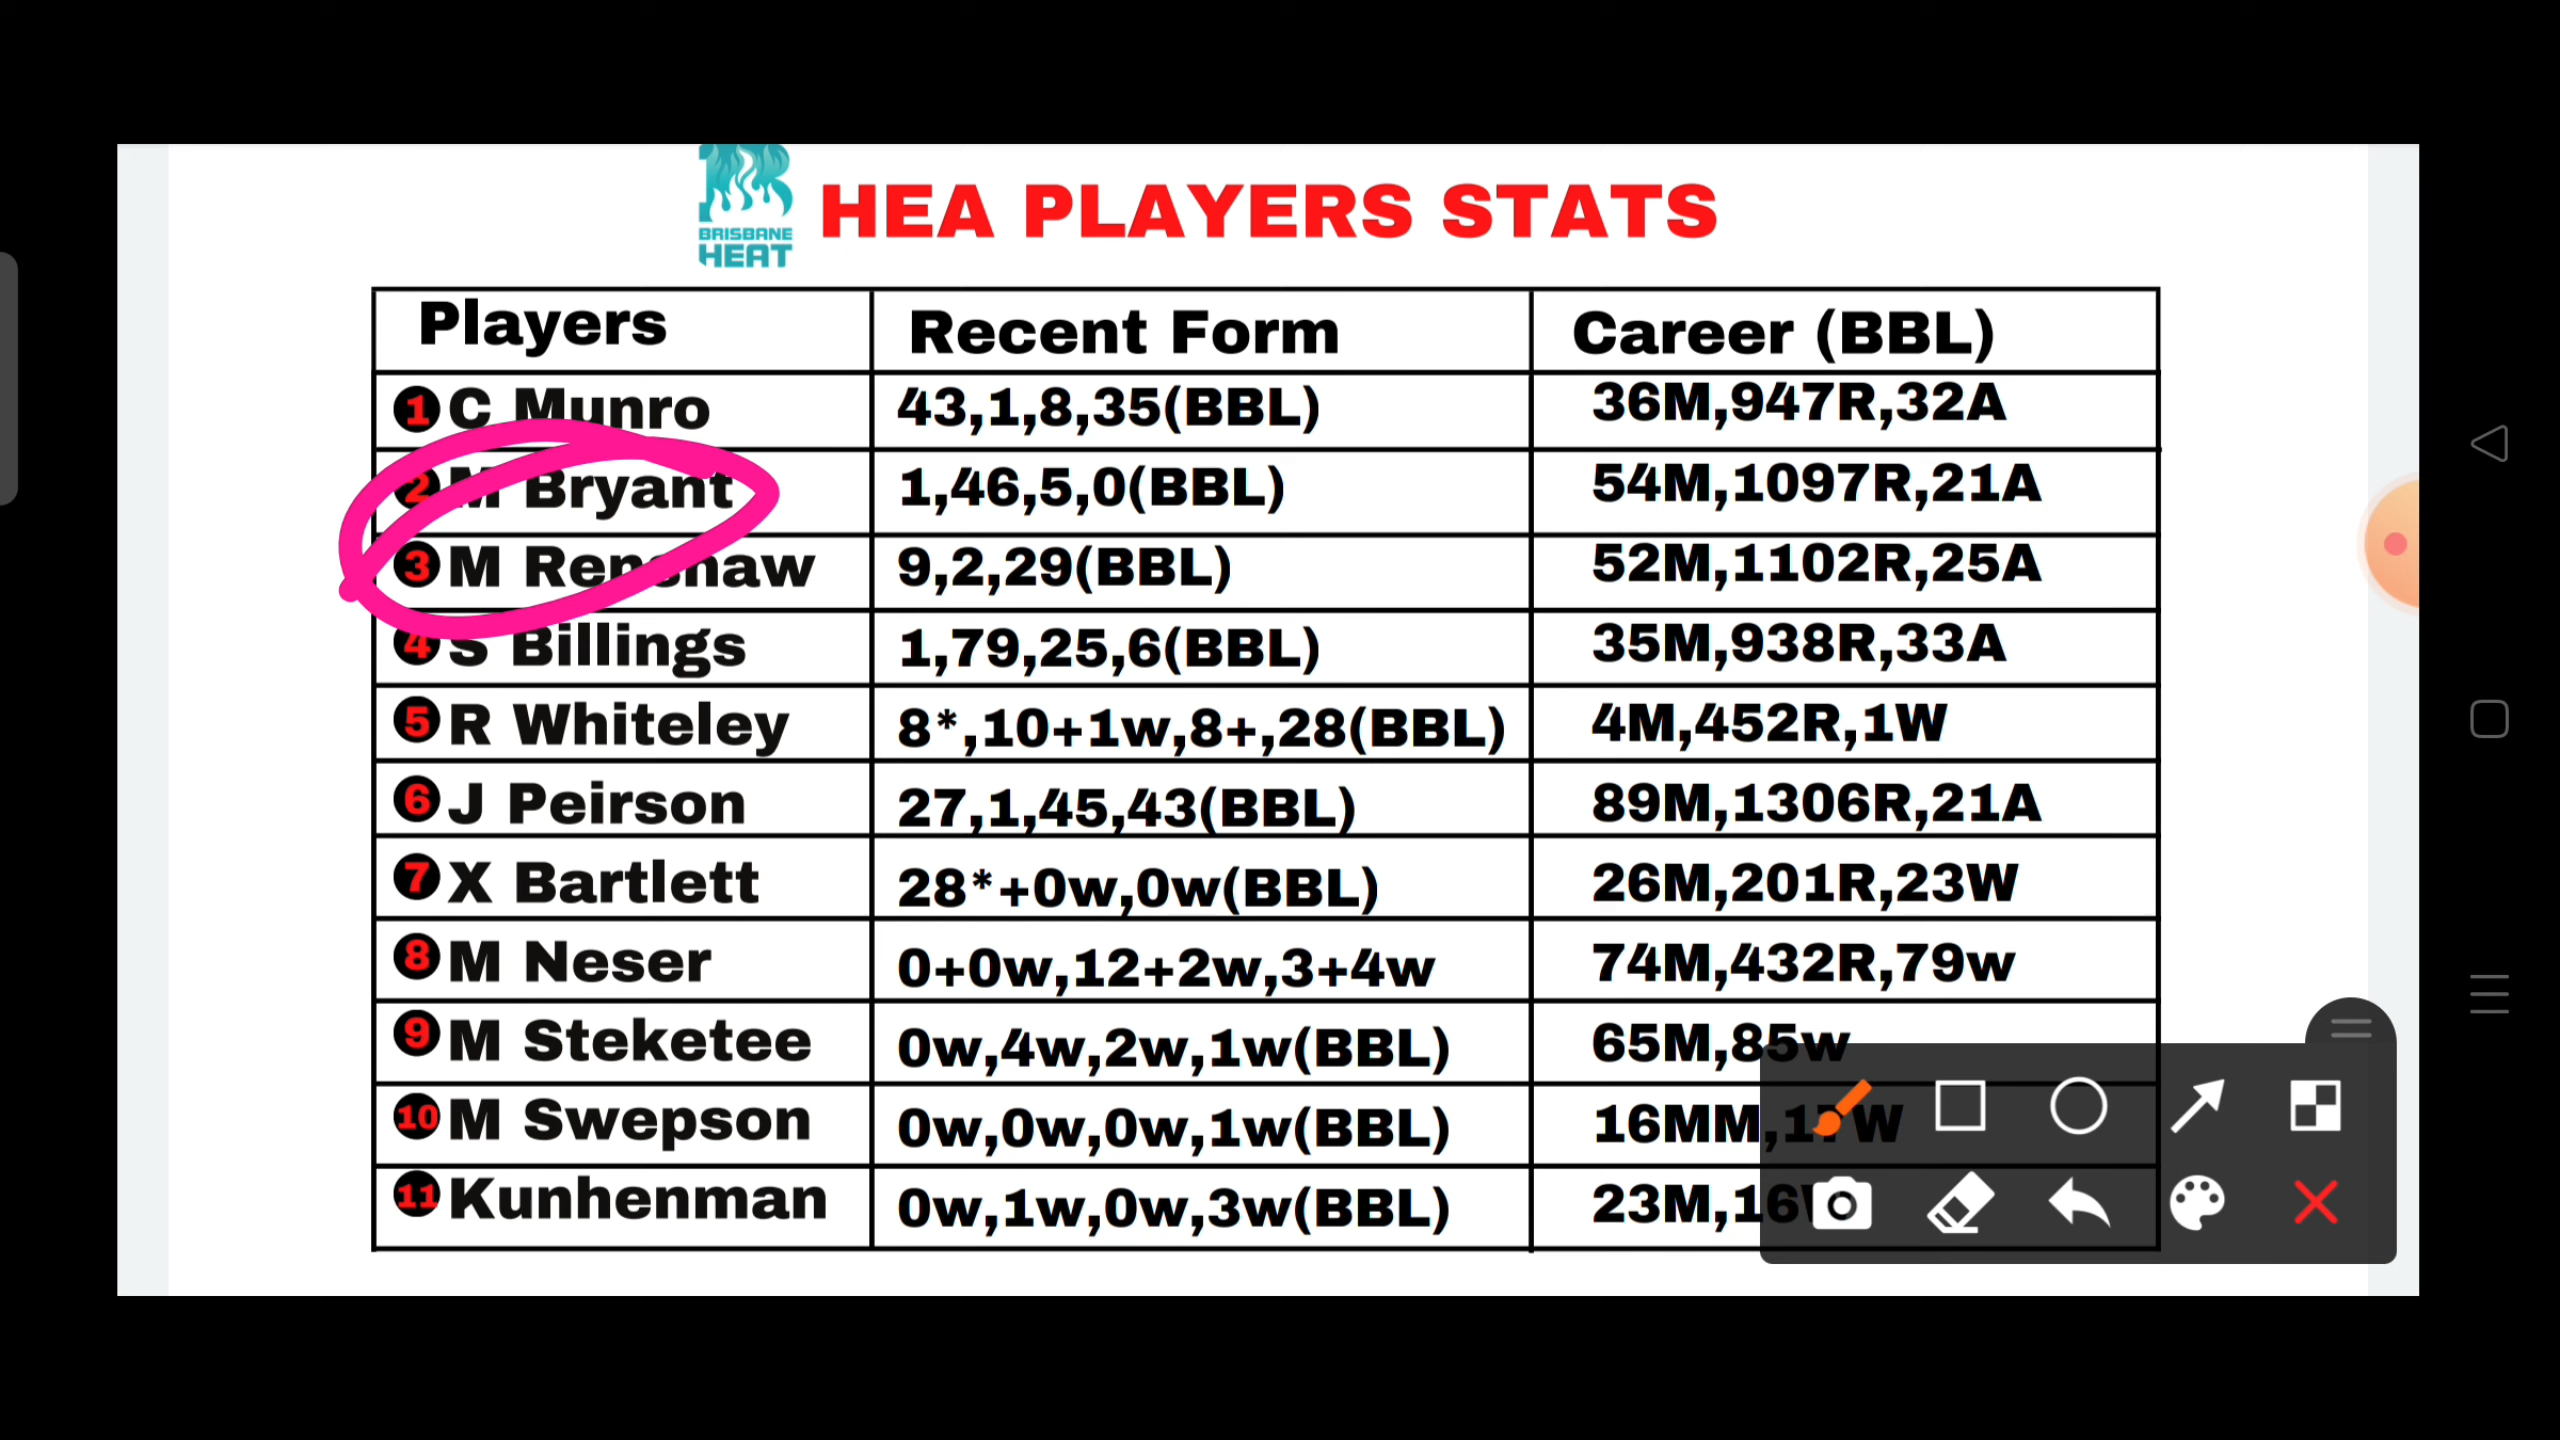 BRISBANE
HEAT
HEA PLAYERS STATS
Players Recent Form Career (BBL)
1 C Munro 43,1,8,35(BBL) 36M,947R,32A
2 M Bryant 1,46,5,0(BBL) 54M,1097R,21A
3 M Renshaw 9,2,29(BBL) 52M,1102R,25A
4 S Billings 1,79,25,6(BBL) 35M,938R,33A
5 R Whiteley 8*,10+1w,8+,28(BBL) 4M,452R,1W
6 J Peirson 27,1,45,43(BBL) 89M,1306R,21A
7 X Bartlett 28*+0w,0w(BBL) 26M,201R,23W
8 M Neser 0+0w,12+2w,3+4w 74M,432R,79w
9 M Steketee 0w,4w,2w,1w(BBL) 65M,85w
10 M Swepson 0w,0w,0w,1w(BBL) 16MM,17W
11 Kunhenman 0w,1w,0w,3w(BBL) 23M,16